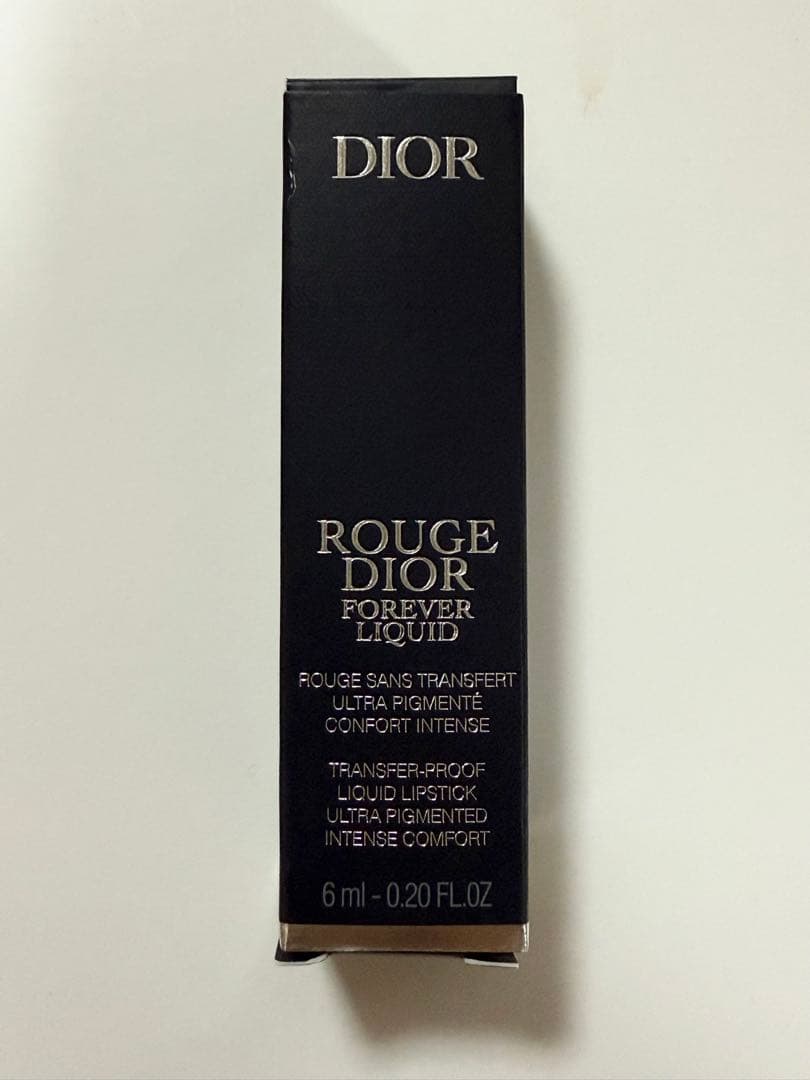 DIOR
ROUGE
DIOR
FOREVER
LIQUID
ROUGE SANS TRANSFERT
ULTRA PIGMENTÉ
CONFORT INTENSE
TRANSFER-PROOF
LIQUID LIPSTICK
ULTRA PIGMENTED
INTENSE COMFORT
6 ml - 0.20 FL.OZ